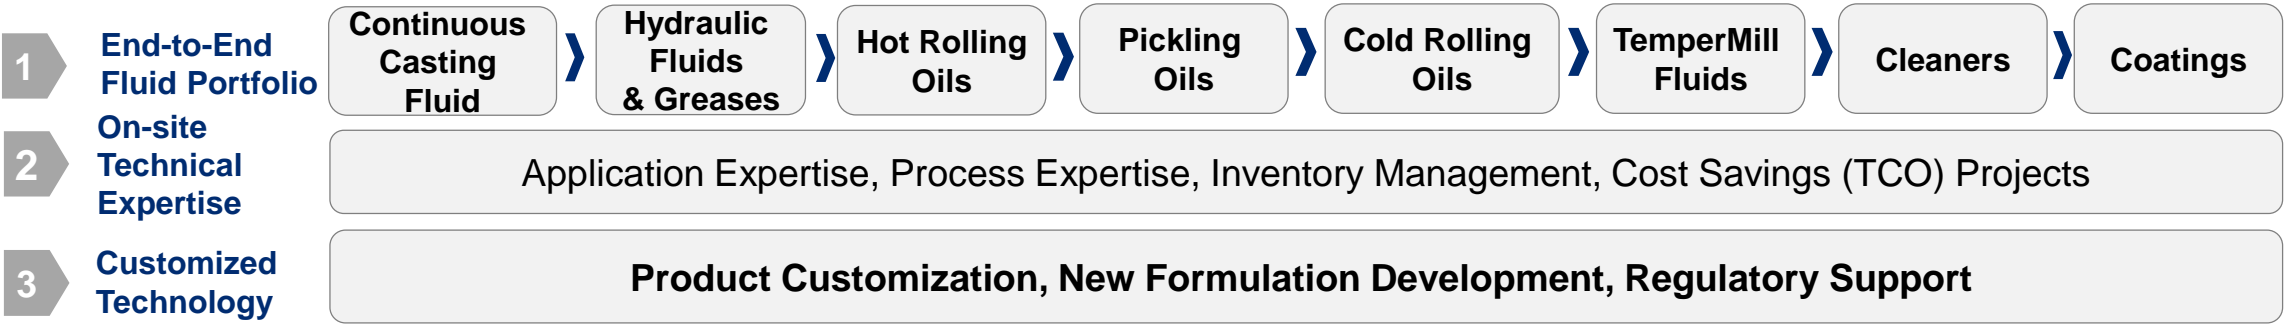 1
End-to-End
Fluid Portfolio
Continuous
Casting
Fluid
Hydraulic
Fluids
& Greases
Hot Rolling
Oils
Pickling
Oils
Cold Rolling
Oils
TemperMill
Fluids
Cleaners
Coatings
2
On-site
Technical
Expertise
Application Expertise, Process Expertise, Inventory Management, Cost Savings (TCO) Projects
3
Customized
Technology
Product Customization, New Formulation Development, Regulatory Support